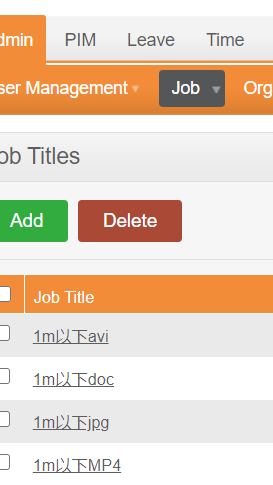 dmin PIM Leave Time
ser Management Job Org
ob Titles
Add Delete
Job Title
1m以下avi
1m以下doc
1m以下jpg
1m以下MP4